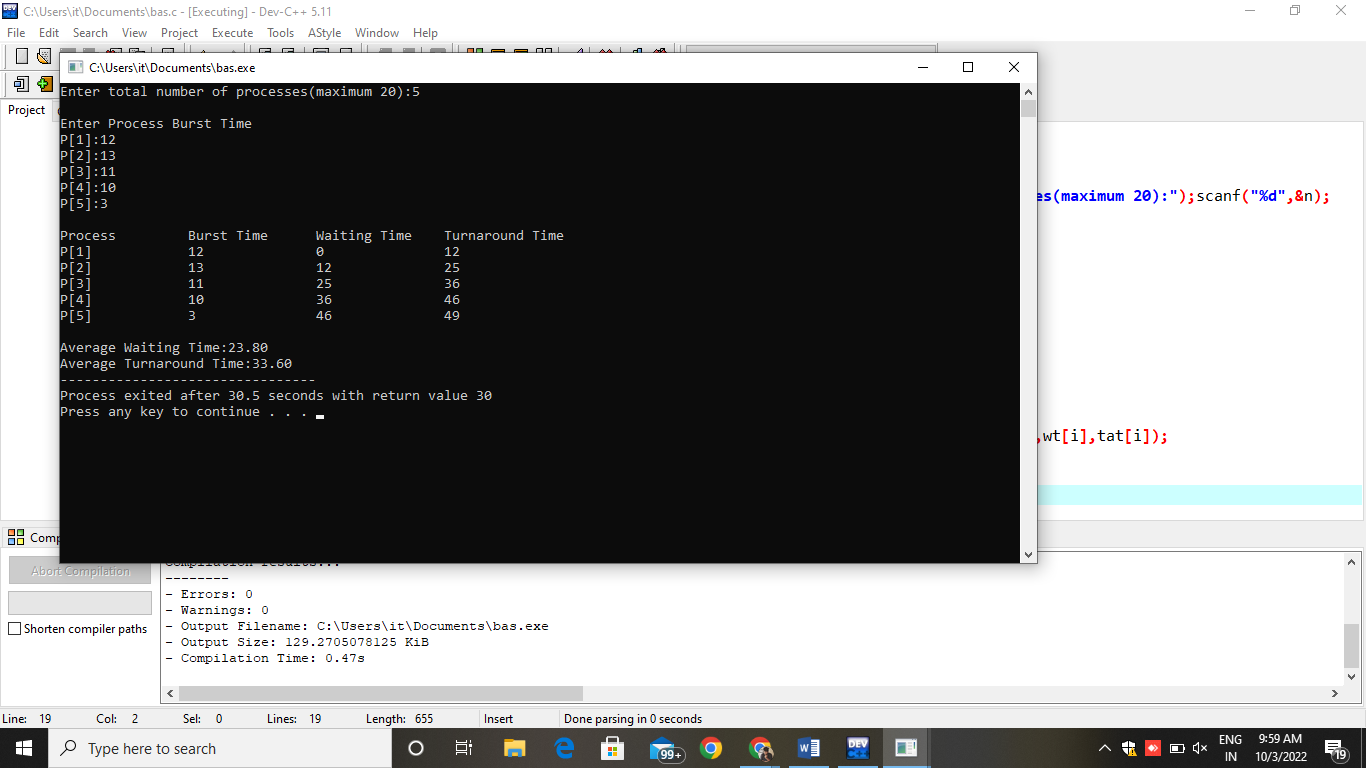 C:\Users\it\Documents\bas.c - [Executing] - Dev-C++ 5.11
File Edit Search View Project Execute Tools AStyle Window Help
C:\Users\it\Documents\bas.exe
Project
Enter total number of processes(maximum 20):5
Enter Process Burst Time
P[1]:12
P[2]:13
P[3]:11
P[4]:10
P[5]:3
Process Burst Time Waiting Time Turnaround Time
P[1] 12 0 12
P[2] 13 12 25
P[3] 11 25 36
P[4] 10 36 46
P[5] 3 46 49
Average Waiting Time:23.80
Average Turnaround Time:33.60
--------------------------------
Process exited after 30.5 seconds with return value 30
Press any key to continue . . .
es(maximum 20):");scanf("%d",&n);
,wt[i],tat[i]);
Comp
Abort Compilation
Shorten compiler paths
Compilation results...
--------
- Errors: 0
- Warnings: 0
- Output Filename: C:\Users\it\Documents\bas.exe
- Output Size: 129.2705078125 KiB
- Compilation Time: 0.47s
Line: 19 Col: 2 Sel: 0 Lines: 19 Length: 655 Insert Done parsing in 0 seconds
Type here to search
99+
DEV
ENG
IN
9:59 AM
10/3/2022
19